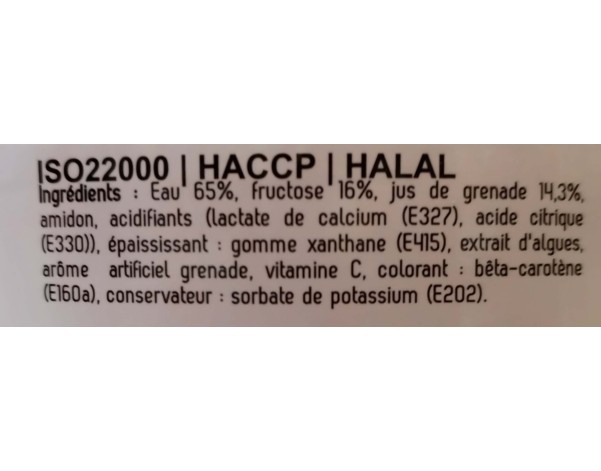 ISO22000 | HACCP | HALAL
Ingrédients : Eau 65%, fructose 16%, jus de grenade 14,3%,
amidon, acidifiants (lactate de calcium (E327), acide citrique
(E330)), épaississant : gomme xanthane (E415), extrait d'algues,
arôme artificiel grenade, vitamine C, colorant : bêta-carotène
(E160a), conservateur : sorbate de potassium (E202).